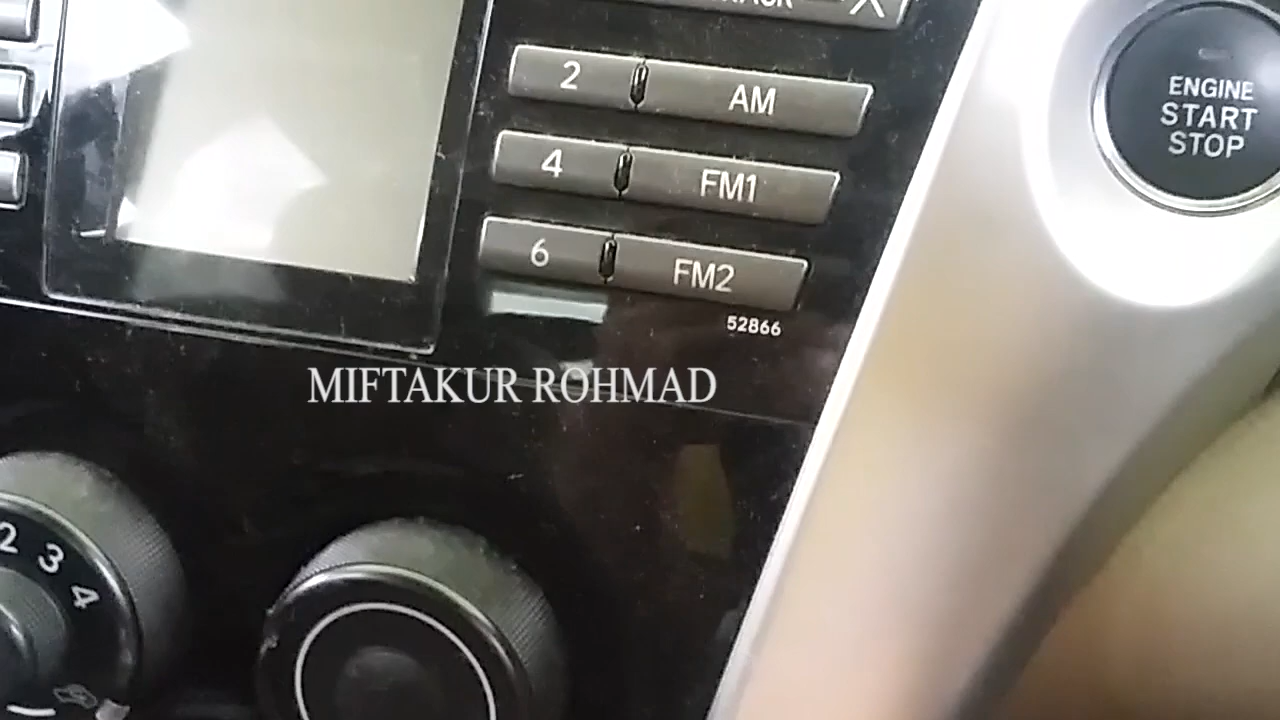 2 AM
4 FM1
6 FM2
52866
ENGINE
START
STOP
MIFTAKUR ROHMAD
2 3 4